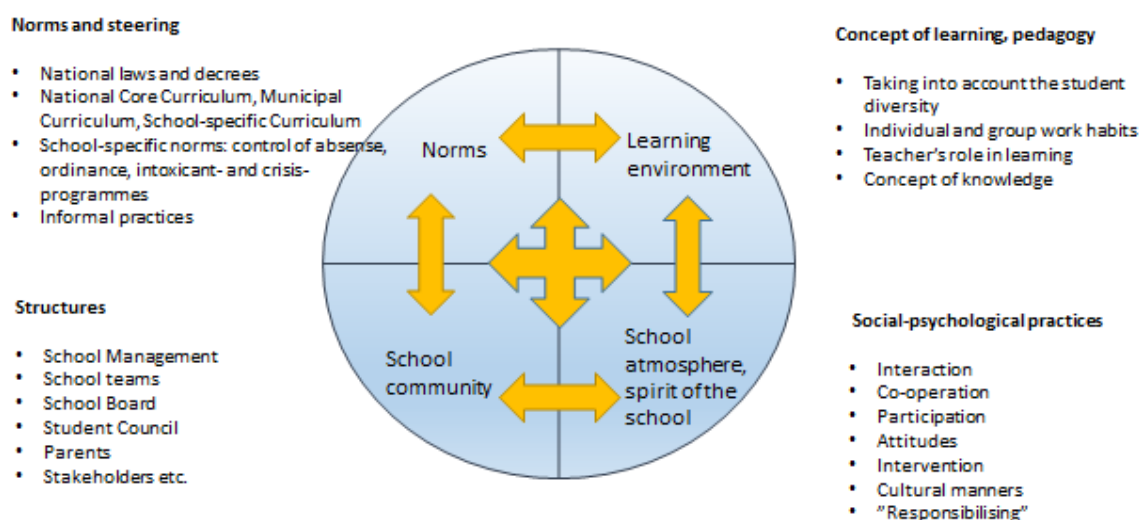 Norms and steering
• National laws and decrees
• National Core Curriculum, Municipal
Curriculum, School-specific Curriculum
• School-specific norms: control of absense,
ordinance, intoxicant- and crisis-
programmes
• Informal practices
Concept of learning, pedagogy
• Taking into account the student
diversity
• Individual and group work habits
• Teacher's role in learning
• Concept of knowledge
Norms
Learning
environment
School
community
School
atmosphere,
spirit of the
school
Structures
• School Management
• School teams
• School Board
• Student Council
• Parents
• Stakeholders etc.
Social-psychological practices
• Interaction
• Co-operation
• Participation
• Attitudes
• Intervention
• Cultural manners
• ”Responsibilising”